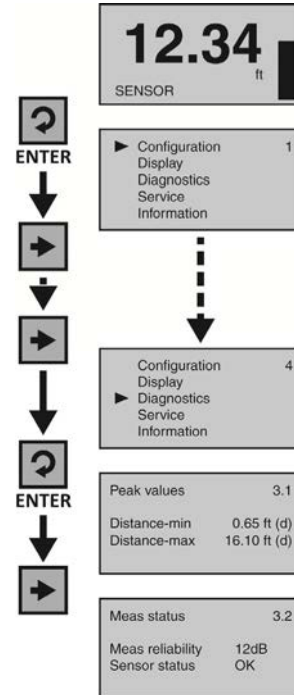 12.34
ft
SENSOR
ENTER
Configuration 1
Display
Diagnostics
Service
Information
Configuration 4
Display
Diagnostics
Service
Information
ENTER
Peak values 3.1
Distance-min 0.65 ft (d)
Distance-max 16.10 ft (d)
Meas status 3.2
Meas reliability 12dB
Sensor status OK